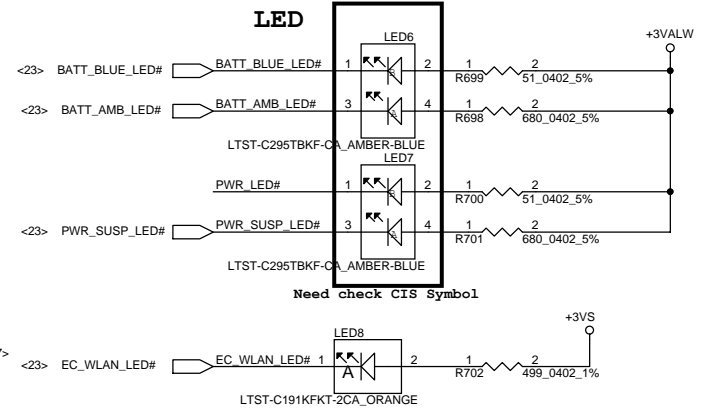 LED
+3VALW
LED6
<23> BATT_BLUE_LED# BATT_BLUE_LED# 1 B 2 1 R699 2 51_0402_5%
<23> BATT_AMB_LED# BATT_AMB_LED# 3 A 4 1 R698 2 680_0402_5%
LTST-C295TBKF-CA_AMBER-BLUE
LED7
PWR_LED# 1 B 2 1 R700 2 51_0402_5%
<23> PWR_SUSP_LED# PWR_SUSP_LED# 3 A 4 1 R701 2 680_0402_5%
LTST-C295TBKF-CA_AMBER-BLUE
Need check CIS Symbol
+3VS
LED8
<23> EC_WLAN_LED# EC_WLAN_LED# 1 A 2 1 R702 2 499_0402_1%
LTST-C191KFKT-2CA_ORANGE